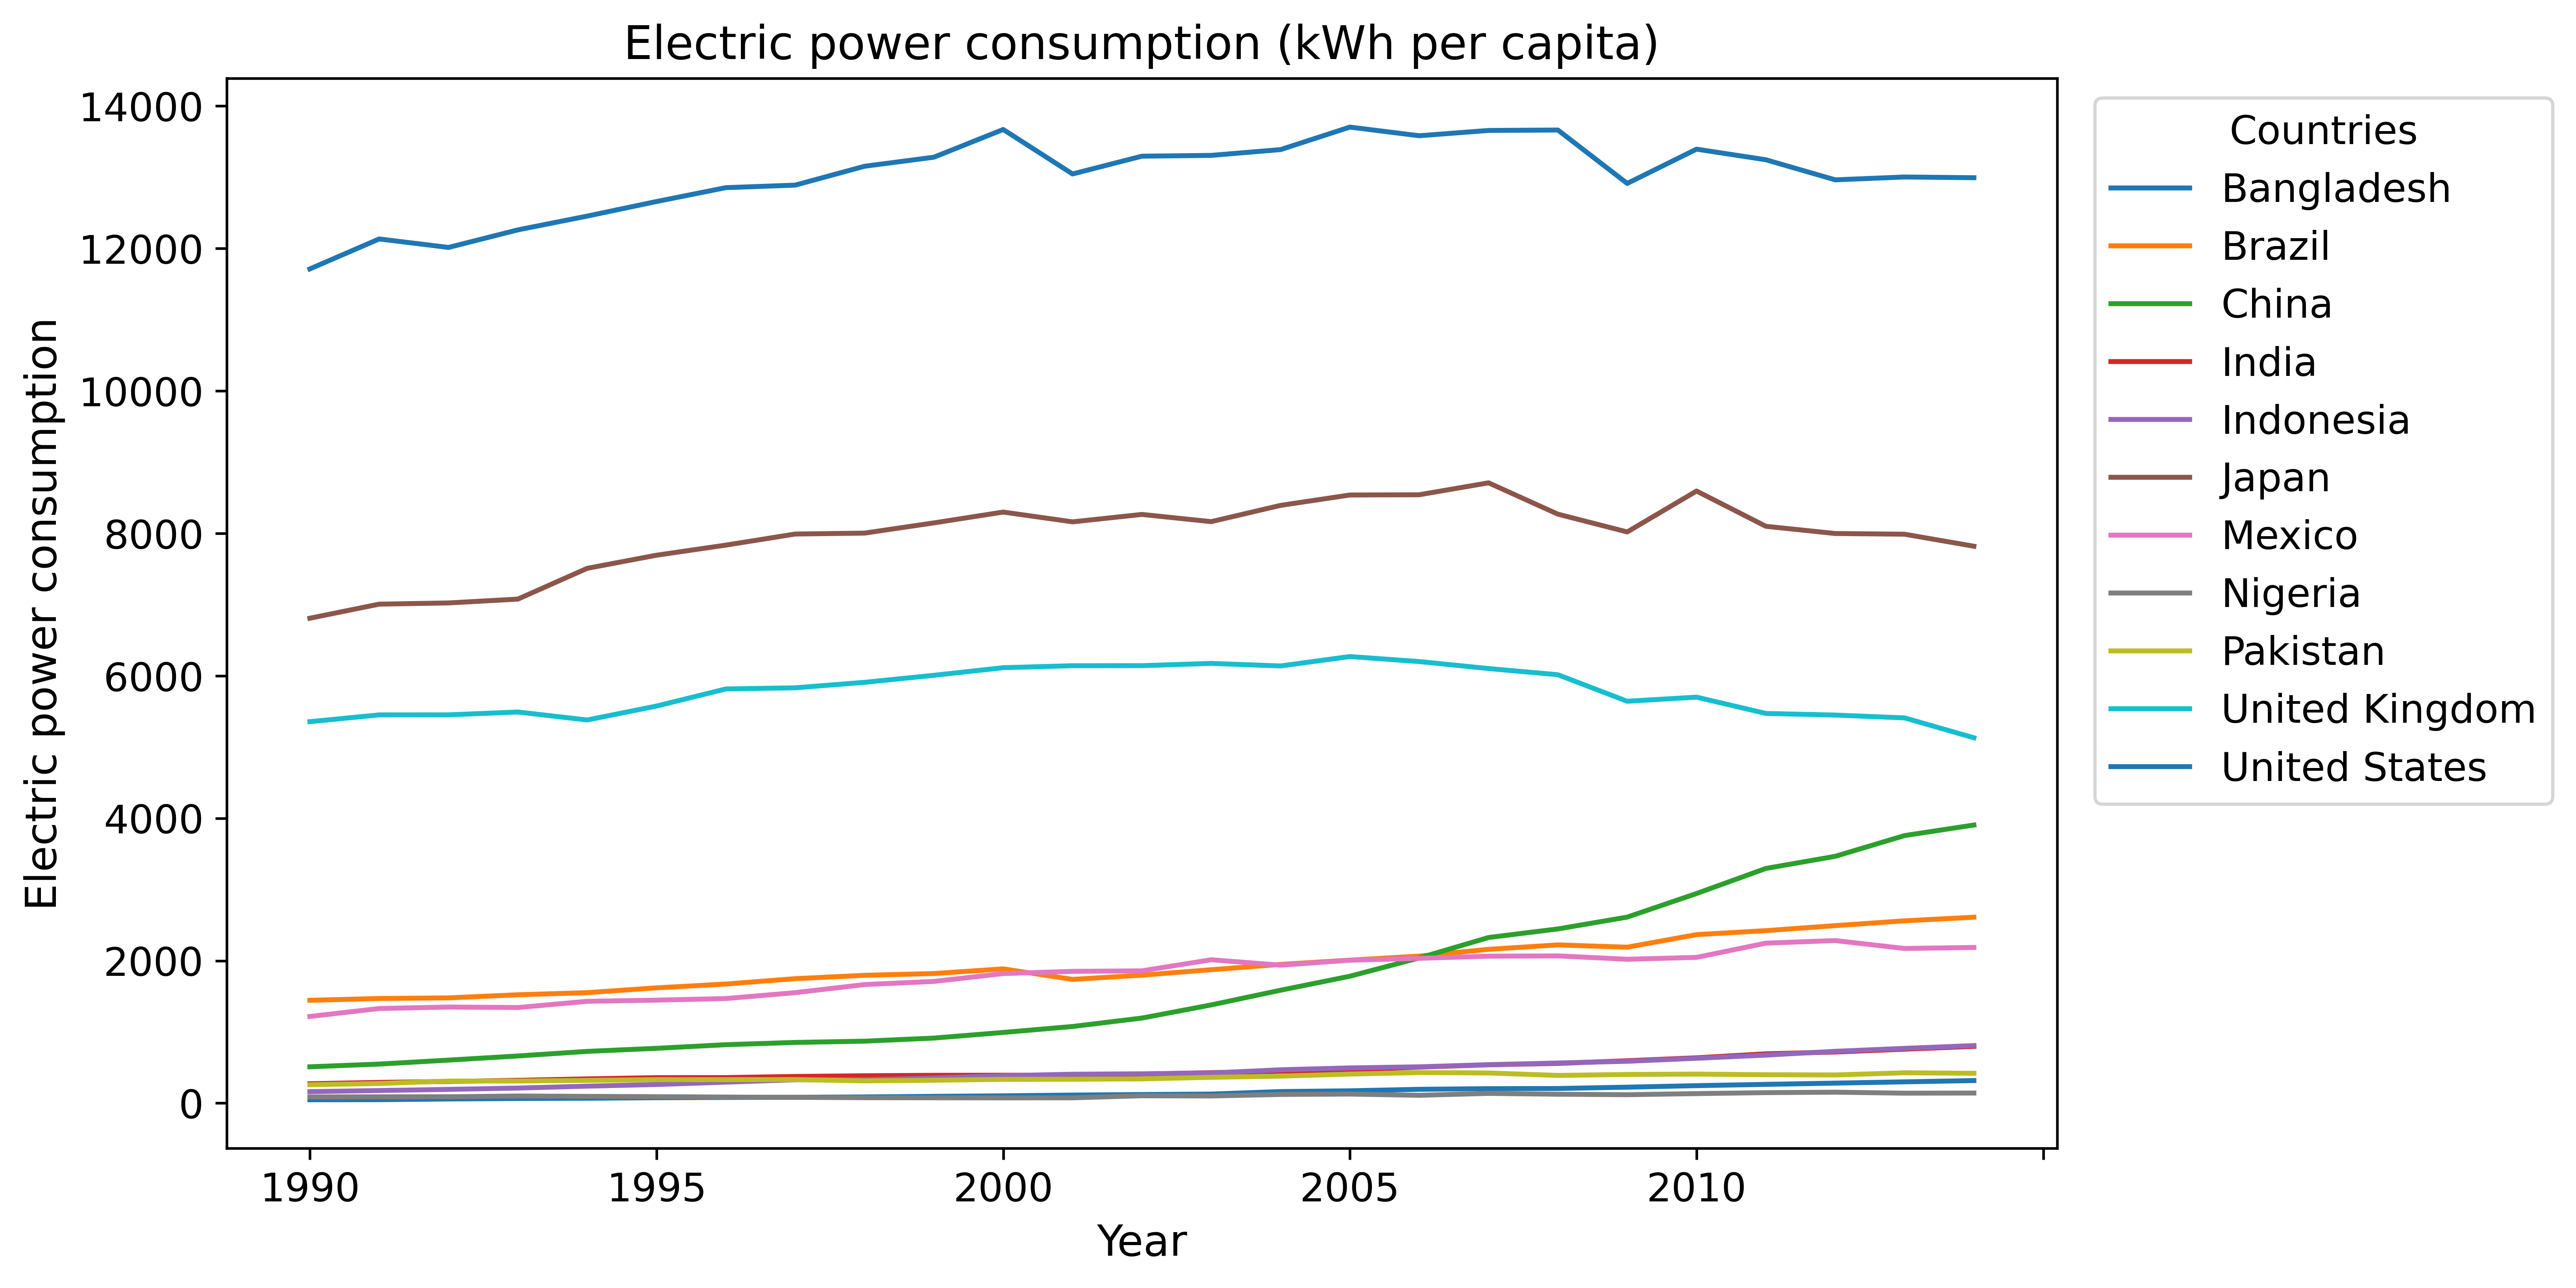 Electric power consumption (kWh per capita)
14000
12000
10000
8000
6000
4000
2000
0
Electric power consumption
1990
1995
2000
2005
2010
Year
Countries
Bangladesh
Brazil
China
India
Indonesia
Japan
Mexico
Nigeria
Pakistan
United Kingdom
United States